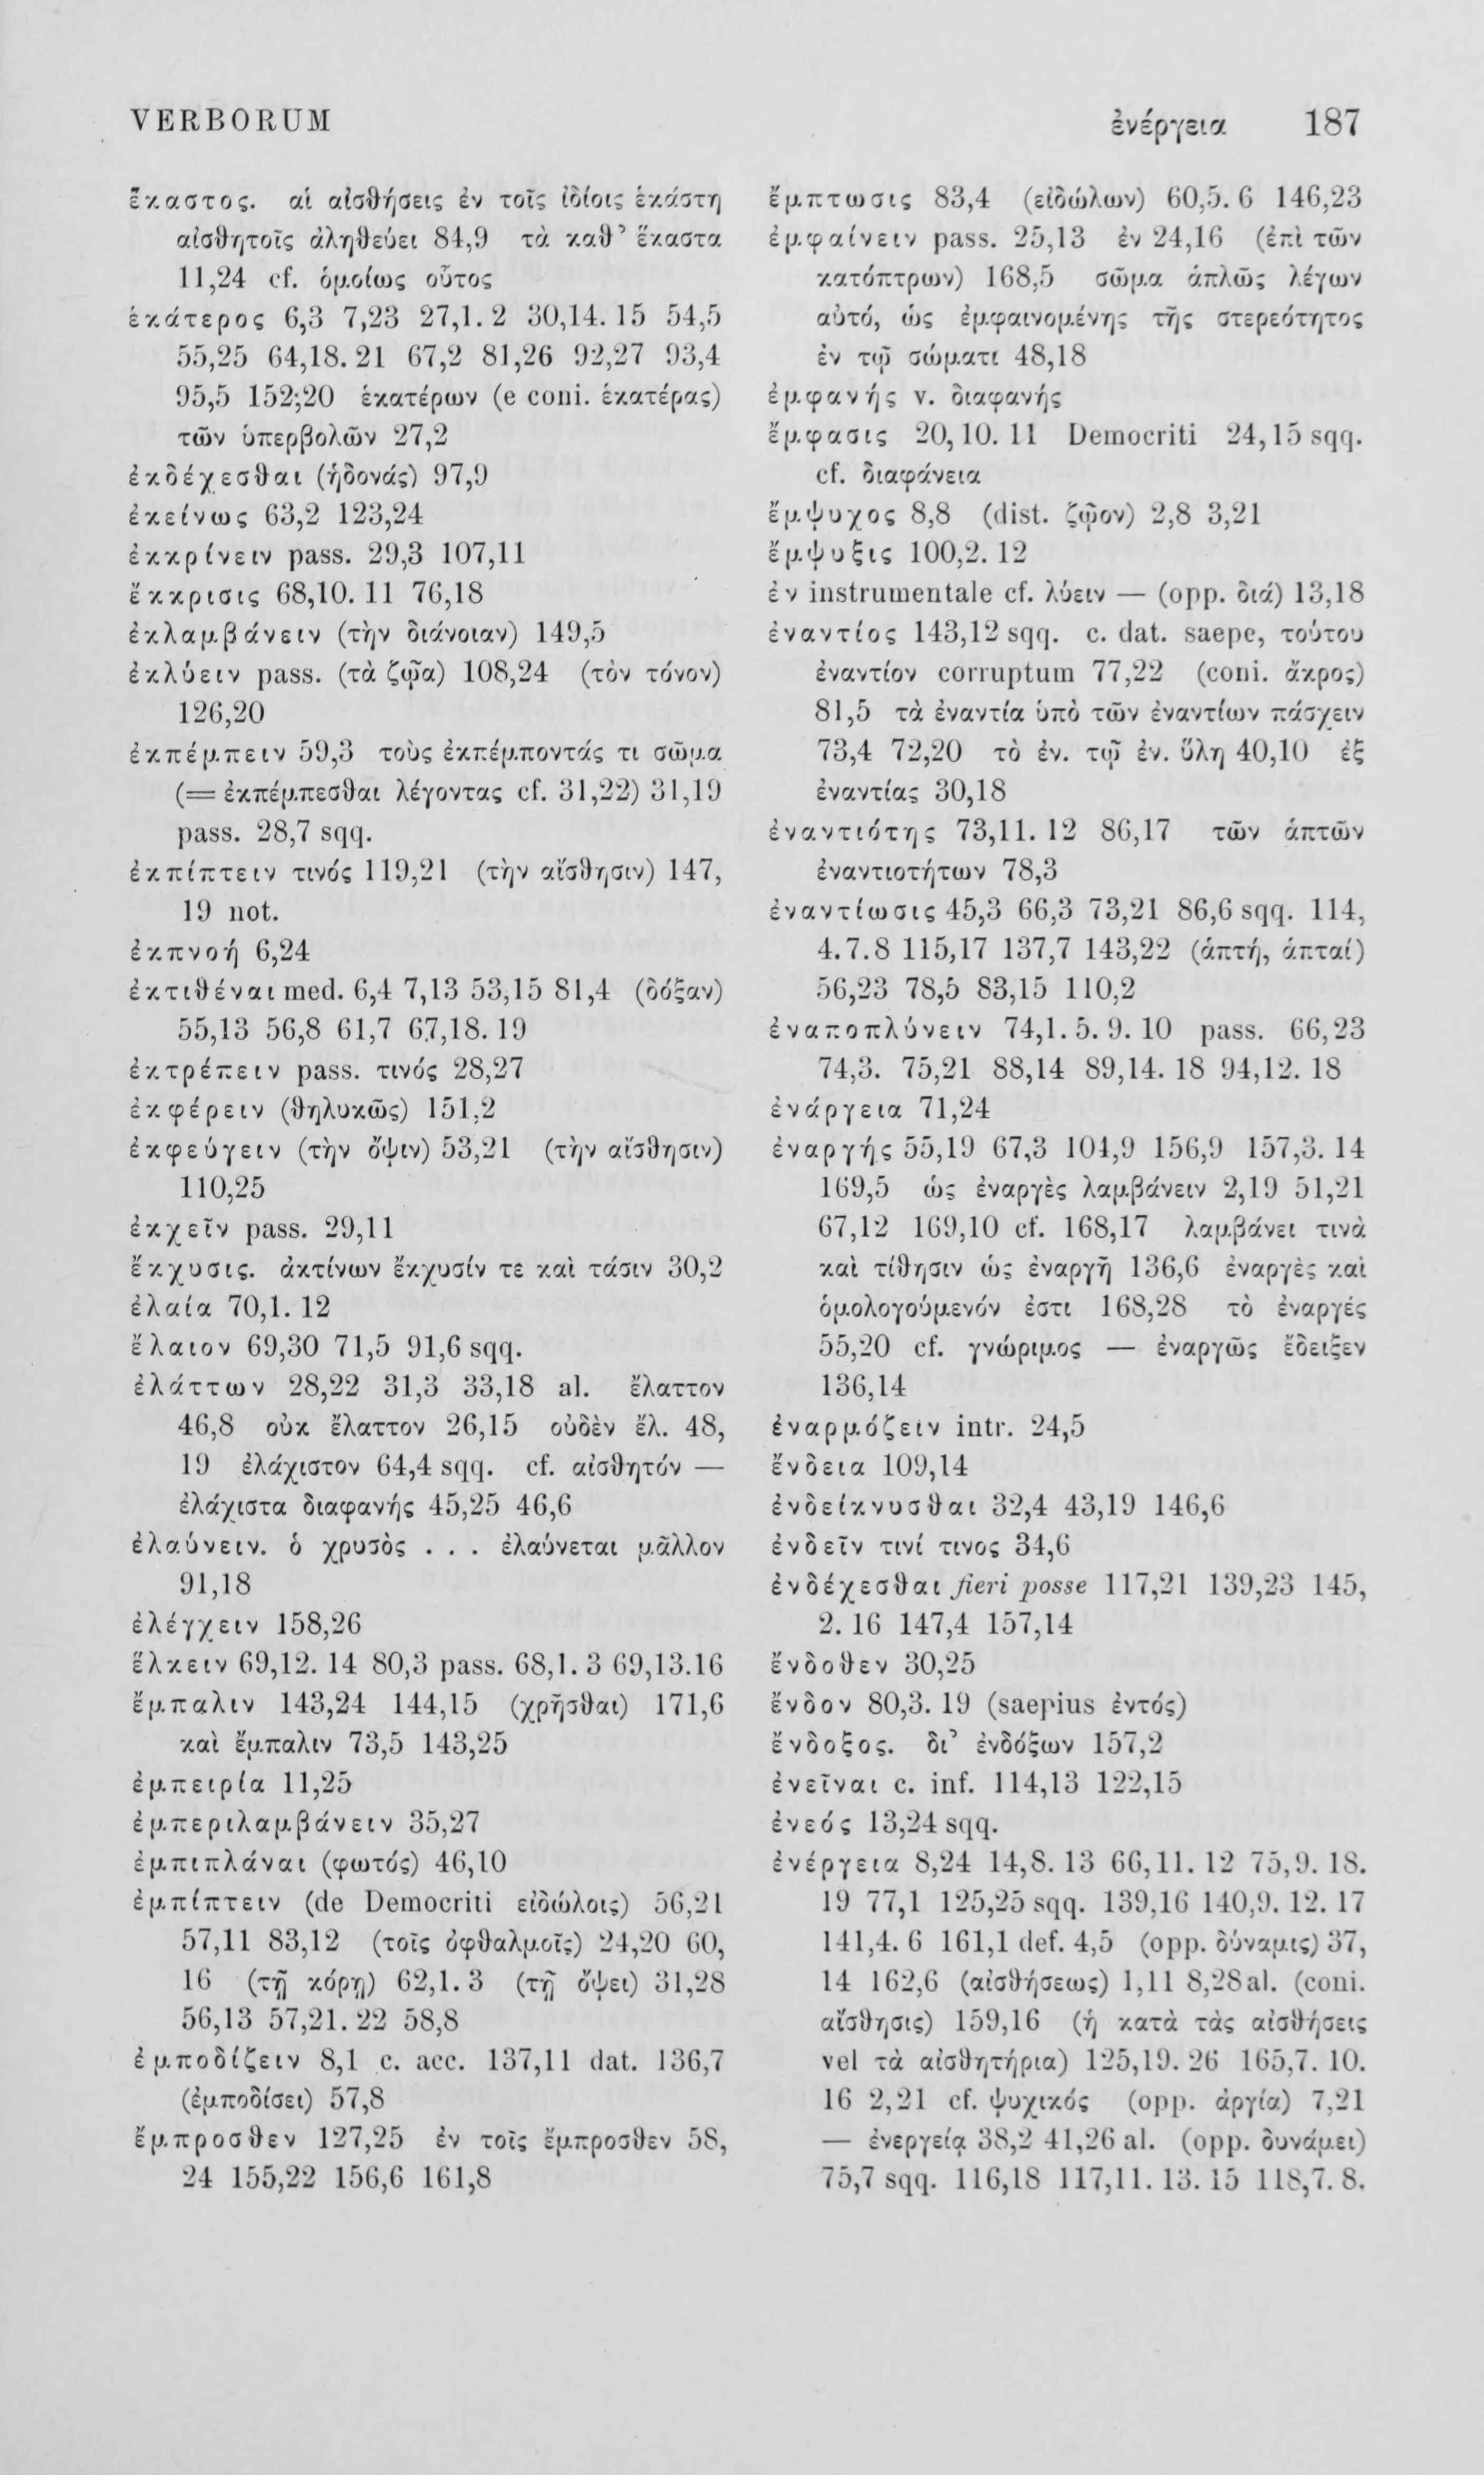 VERBORUM ἐνέργεια 187
ἕκαστος. αἱ αἰσθήσεις ἐν τοῖς ἰδίοις ἑκάστη
αἰσθητοῖς ἀληθεύει 84,9 τὰ καθ’ ἕκαστα
11,24 cf. ὁμοίως οὗτος
ἑκάτερος 6,3 7,23 27,1. 2 30,14. 15 54,5
55,25 64,18. 21 67,2 81,26 92,27 93,4
95,5 152;20 ἑκατέρων (e coni. ἑκατέρας)
τῶν ὑπερβολῶν 27,2
ἐκδέχεσθαι (ἡδονάς) 97,9
ἐκείνως 63,2 123,24
ἐκκρίνειν pass. 29,3 107,11
ἔκκρισις 68,10. 11 76,18
ἐκλαμβάνειν (τὴν διάνοιαν) 149,5
ἐκλύειν pass. (τὰ ζῷα) 108,24 (τὸν τόνον)
126,20
ἐκπέμπειν 59,3 τοὺς ἐκπέμποντάς τι σῶμα
(= ἐκπέμπεσθαι λέγοντας cf. 31,22) 31,19
pass. 28,7 sqq.
ἐκπίπτειν τινός 119,21 (τὴν αἴσθησιν) 147,
19 not.
ἐκπνοή 6,24
ἐκτιθέναι med. 6,4 7,13 53,15 81,4 (δόξαν)
55,13 56,8 61,7 67,18. 19
ἐκτρέπειν pass. τινός 28,27
ἐκφέρειν (θηλυκῶς) 151,2
ἐκφεύγειν (τὴν ὄψιν) 53,21 (τὴν αἴσθησιν)
110,25
ἐκχεῖν pass. 29,11
ἔκχυσις. ἀκτίνων ἔκχυσίν τε καὶ τάσιν 30,2
ἐλαία 70,1. 12
ἔλαιον 69,30 71,5 91,6 sqq.
ἐλάττων 28,22 31,3 33,18 al. ἔλαττον
46,8 οὐκ ἔλαττον 26,15 οὐδὲν ἔλ. 48,
19 ἐλάχιστον 64,4 sqq. cf. αἰσθητόν —
ἐλάχιστα διαφανής 45,25 46,6
ἐλαύνειν. ὁ χρυσὸς . . . ἐλαύνεται μᾶλλον
91,18
ἐλέγχειν 158,26
ἕλκειν 69,12. 14 80,3 pass. 68,1. 3 69,13.16
ἔμπαλιν 143,24 144,15 (χρῆσθαι) 171,6
καὶ ἔμπαλιν 73,5 143,25
ἐμπειρία 11,25
ἐμπεριλαμβάνειν 35,27
ἐμπιπλάναι (φωτός) 46,10
ἐμπίπτειν (de Democriti εἰδώλοις) 56,21
57,11 83,12 (τοῖς ὀφθαλμοῖς) 24,20 60,
16 (τῇ κόρῃ) 62,1. 3 (τῇ ὄψει) 31,28
56,13 57,21. 22 58,8
ἐμποδίζειν 8,1 c. acc. 137,11 dat. 136,7
(ἐμποδίσει) 57,8
ἔμπροσθεν 127,25 ἐν τοῖς ἔμπροσθεν 58,
24 155,22 156,6 161,8
ἔμπτωσις 83,4 (εἰδώλων) 60,5. 6 146,23
ἐμφαίνειν pass. 25,13 ἐν 24,16 (ἐπὶ τῶν
κατόπτρων) 168,5 σῶμα ἁπλῶς λέγων
αὐτό, ὡς ἐμφαινομένης τῆς στερεότητος
ἐν τῷ σώματι 48,18
ἐμφανής v. διαφανής
ἔμφασις 20,10. 11 Democriti 24,15 sqq.
cf. διαφάνεια
ἔμψυχος 8,8 (dist. ζῷον) 2,8 3,21
ἔμψυξις 100,2. 12
ἐν instrumentale cf. λύειν — (opp. διά) 13,18
ἐναντίος 143,12 sqq. c. dat. saepe, τούτου
ἐναντίον corruptum 77,22 (coni. ἄκρος)
81,5 τὰ ἐναντία ὑπὸ τῶν ἐναντίων πάσχειν
73,4 72,20 τὸ ἐν. τῷ ἐν. ὕλη 40,10 ἐξ
ἐναντίας 30,18
ἐναντιότης 73,11. 12 86,17 τῶν ἁπτῶν
ἐναντιοτήτων 78,3
ἐναντίωσις 45,3 66,3 73,21 86,6 sqq. 114,
4. 7. 8 115,17 137,7 143,22 (ἁπτή, ἁπταί)
56,23 78,5 83,15 110,2
ἐναποπλύνειν 74,1. 5. 9. 10 pass. 66,23
74,3. 75,21 88,14 89,14. 18 94,12. 18
ἐνάργεια 71,24
ἐναργής 55,19 67,3 104,9 156,9 157,3. 14
169,5 ὡς ἐναργὲς λαμβάνειν 2,19 51,21
67,12 169,10 cf. 168,17 λαμβάνει τινὰ
καὶ τίθησιν ὡς ἐναργῆ 136,6 ἐναργὲς καὶ
ὁμολογούμενόν ἐστι 168,28 τὸ ἐναργές
55,20 cf. γνώριμος — ἐναργῶς ἔδειξεν
136,14
ἐναρμόζειν intr. 24,5
ἔνδεια 109,14
ἐνδείκνυσθαι 32,4 43,19 146,6
ἐνδεῖν τινί τινος 34,6
ἐνδέχεσθαι fieri posse 117,21 139,23 145,
2. 16 147,4 157,14
ἔνδοθεν 30,25
ἔνδον 80,3. 19 (saepius ἐντός)
ἔνδοξος. δι’ ἐνδόξων 157,2
ἐνεῖναι c. inf. 114,13 122,15
ἐνεός 13,24 sqq.
ἐνέργεια 8,24 14,8. 13 66,11. 12 75,9. 18.
19 77,1 125,25 sqq. 139,16 140,9. 12. 17
141,4. 6 161,1 def. 4,5 (opp. δύναμις) 37,
14 162,6 (αἰσθήσεως) 1,11 8,28 al. (coni.
αἴσθησις) 159,16 (ἡ κατὰ τὰς αἰσθήσεις
vel τὰ αἰσθητήρια) 125,19. 26 165,7. 10.
16 2,21 cf. ψυχικός (opp. ἀργία) 7,21
— ἐνεργείᾳ 38,2 41,26 al. (opp. δυνάμει)
75,7 sqq. 116,18 117,11. 13. 15 118,7. 8.